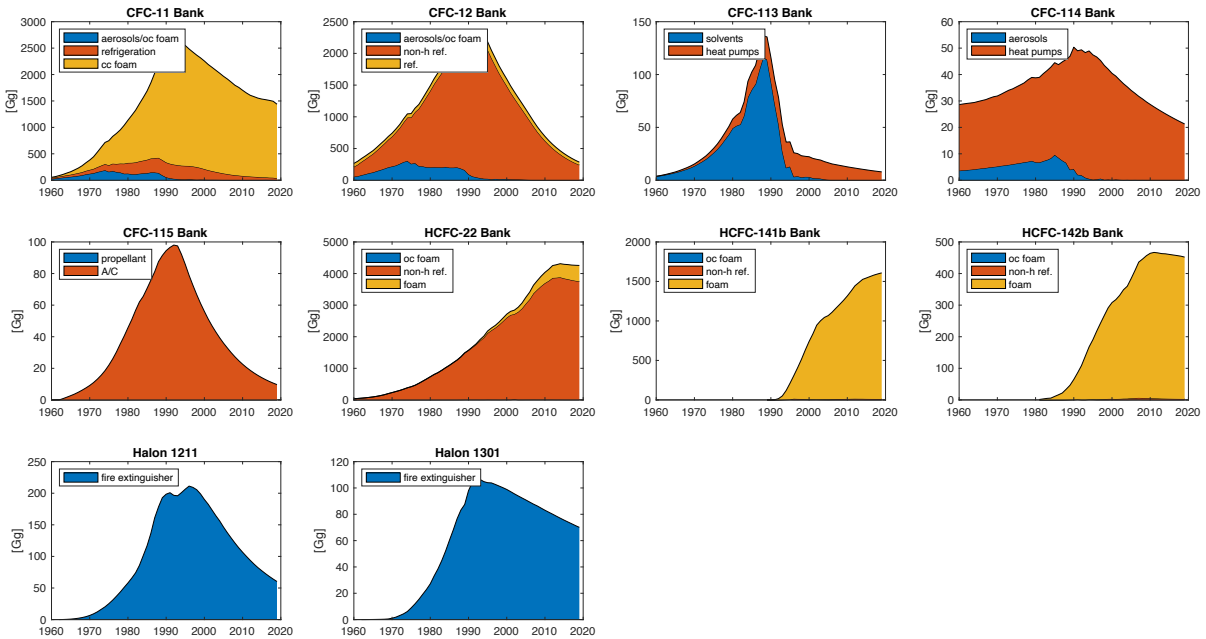 CFC-11 Bank
3000
2500
2000
1500
1000
500
0
[Gg]
aerosols/oc foam
refrigeration
cc foam
1960 1970 1980 1990 2000 2010 2020
CFC-12 Bank
2500
2000
1500
1000
500
0
[Gg]
aerosols/oc foam
non-h ref.
ref.
1960 1970 1980 1990 2000 2010 2020
CFC-113 Bank
150
100
50
0
[Gg]
solvents
heat pumps
1960 1970 1980 1990 2000 2010 2020
CFC-114 Bank
60
50
40
30
20
10
0
[Gg]
aerosols
heat pumps
1960 1970 1980 1990 2000 2010 2020
CFC-115 Bank
100
80
60
40
20
0
[Gg]
propellant
A/C
1960 1970 1980 1990 2000 2010 2020
HCFC-22 Bank
5000
4000
3000
2000
1000
0
[Gg]
oc foam
non-h ref.
foam
1960 1970 1980 1990 2000 2010 2020
HCFC-141b Bank
2000
1500
1000
500
0
[Gg]
oc foam
non-h ref.
foam
1960 1970 1980 1990 2000 2010 2020
HCFC-142b Bank
500
400
300
200
100
0
[Gg]
oc foam
non-h ref.
foam
1960 1970 1980 1990 2000 2010 2020
Halon 1211
250
200
150
100
50
0
[Gg]
fire extinguisher
1960 1970 1980 1990 2000 2010 2020
Halon 1301
120
100
80
60
40
20
0
[Gg]
fire extinguisher
1960 1970 1980 1990 2000 2010 2020